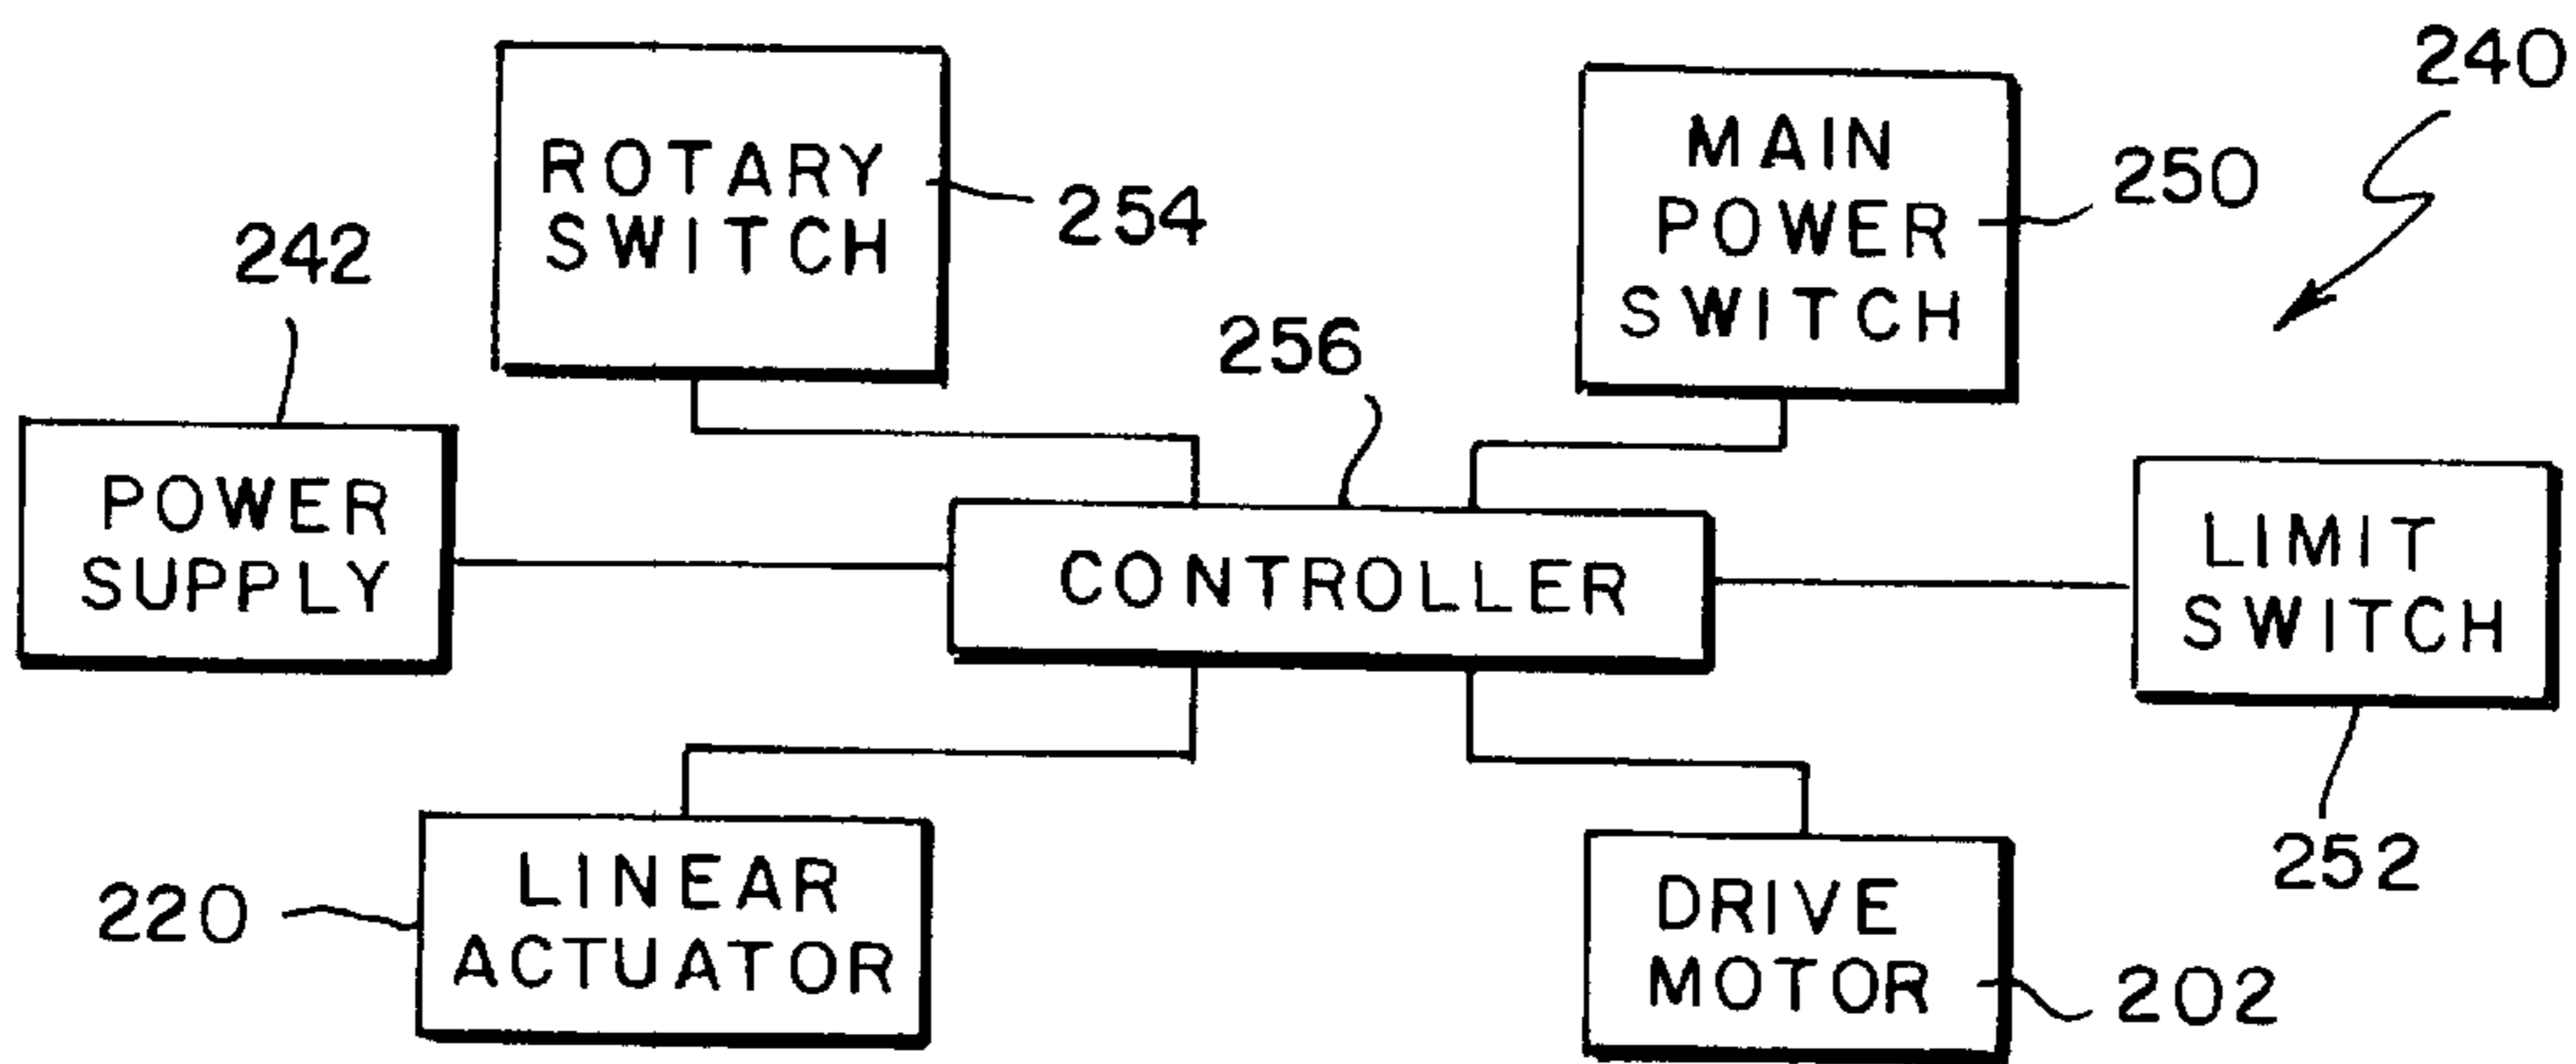 240
ROTARY
SWITCH
254
MAIN
POWER
SWITCH
250
242
256
POWER
SUPPLY
CONTROLLER
LIMIT
SWITCH
252
220
LINEAR
ACTUATOR
DRIVE
MOTOR
202